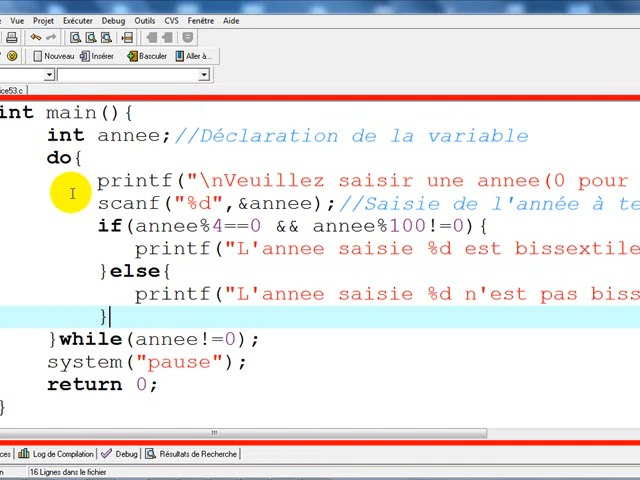 Vue Projet Exécuter Debug Outils CVS Fenêtre Aide
Nouveau Insérer Basculer Aller à...
ice53.c
int main(){
int annee;//Déclaration de la variable
do{
printf("\nVeuillez saisir une annee(0 pour
scanf("%d",&annee);//Saisie de l'année à te
if(annee%4==0 && annee%100!=0){
printf("L'annee saisie %d est bissextile
}else{
printf("L'annee saisie %d n'est pas biss
}
}while(annee!=0);
system("pause");
return 0;
}
ces Log de Compilation Debug Résultats de Recherche
n 16 Lignes dans le fichier